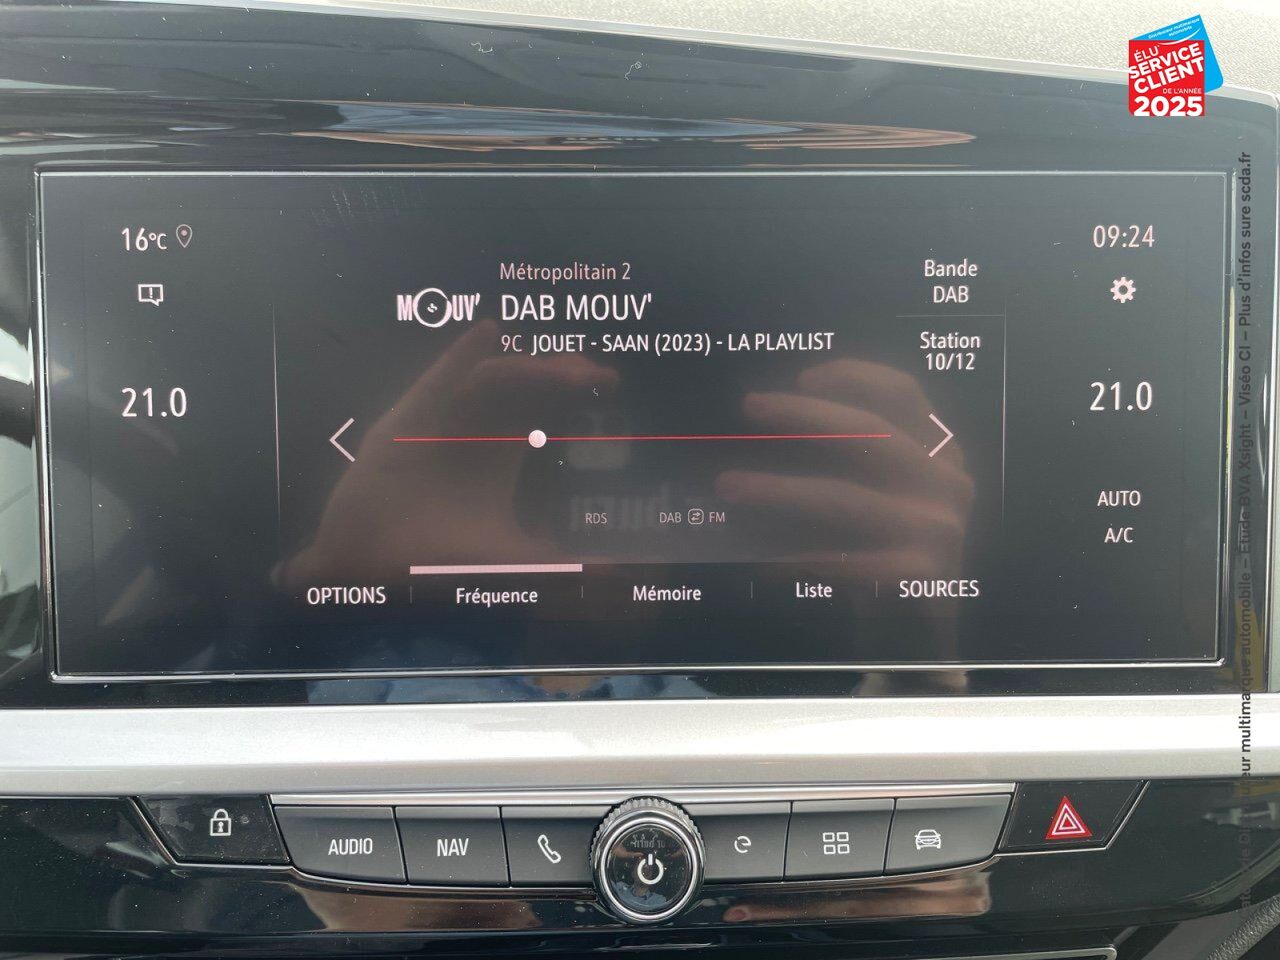 ÉLU
SERVICE
CLIENT
DE L'ANNÉE
2025
16°C
09:24
Métropolitain 2
MOUV'
DAB MOUV'
9C JOUET - SAAN (2023) - LA PLAYLIST
Bande
DAB
Station
10/12
21.0
21.0
AUTO
A/C
RDS
DAB FM
OPTIONS
Fréquence
Mémoire
Liste
SOURCES
AUDIO
NAV
multimarque automobile – Étude BVA Xsight – Viséo CI – Plus d'infos sure scda.fr